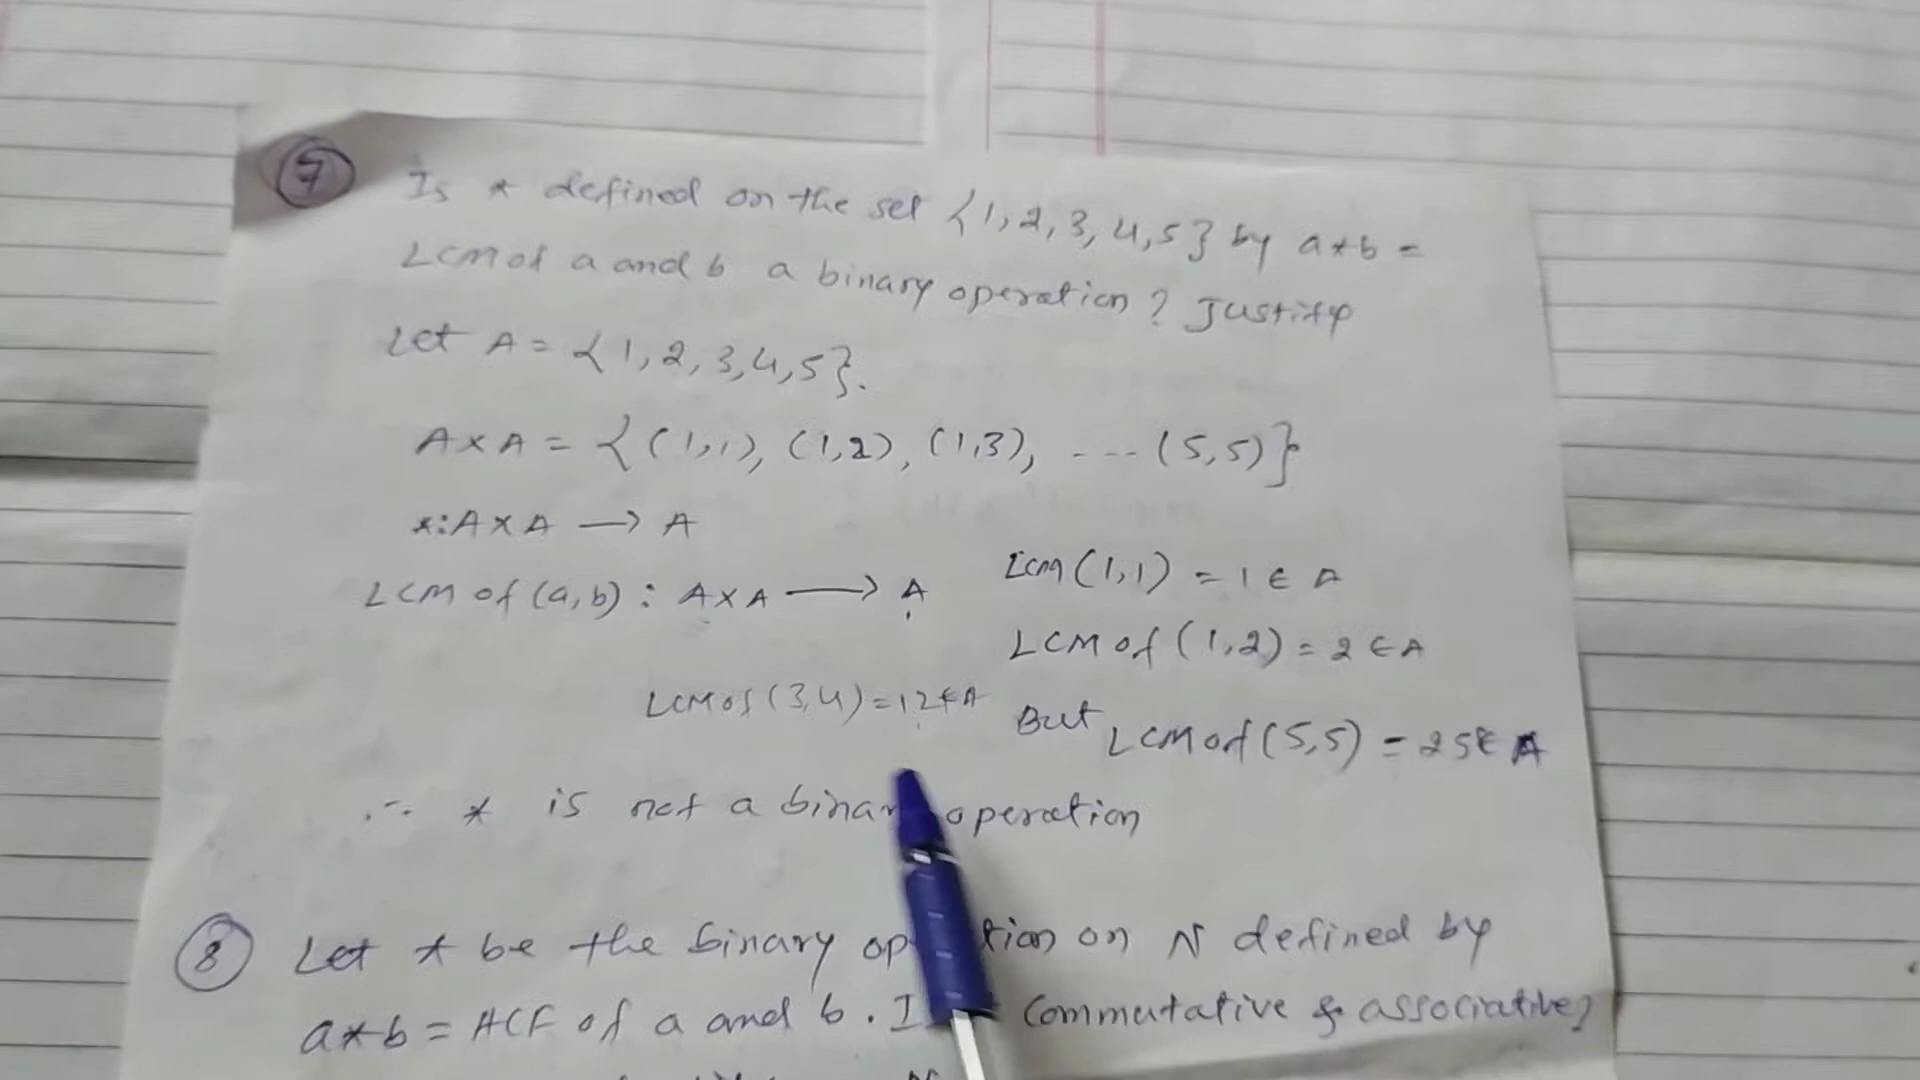 7 Is * defined on the set {1, 2, 3, 4, 5} by a*b =
LCM of a and b a binary operation? Justify
Let A = {1, 2, 3, 4, 5}.
A×A = {(1,1), (1,2), (1,3), ---- (5,5)}
*: A×A → A
LCM of (a,b) : A×A → A
Lcm (1,1) = 1 ∈ A
LCM of (1,2) = 2 ∈ A
LCM of (3,4) = 12 ∉ A
But LCM of (5,5) = 25 ∈ A
∴ * is not a binary operation
8 Let * be the binary op tion on N defined by
a*b = HCF of a and b. I commutative & associative?